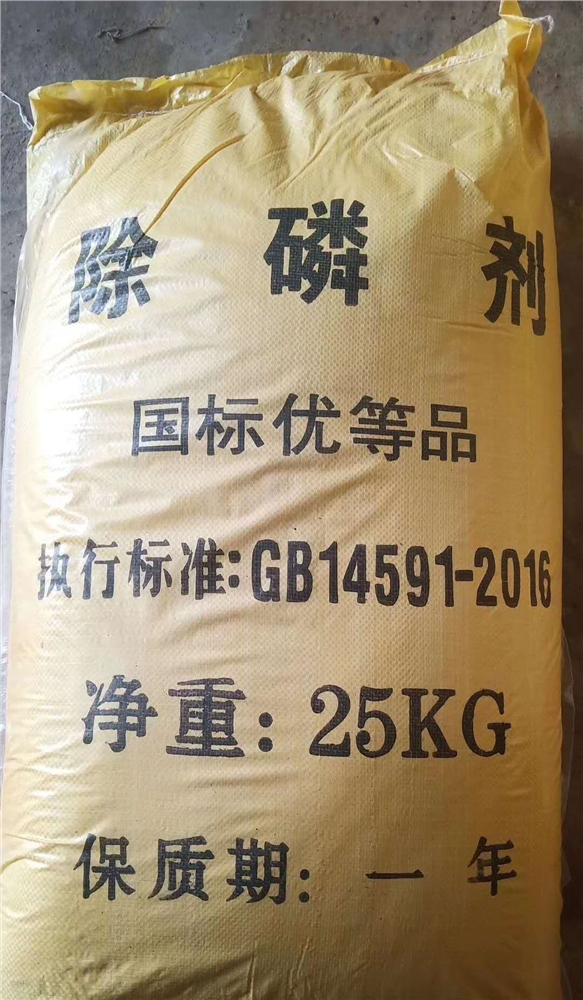 除磷剂
国标优等品
执行标准:GB14591-2016
净重:25KG
保质期:一年